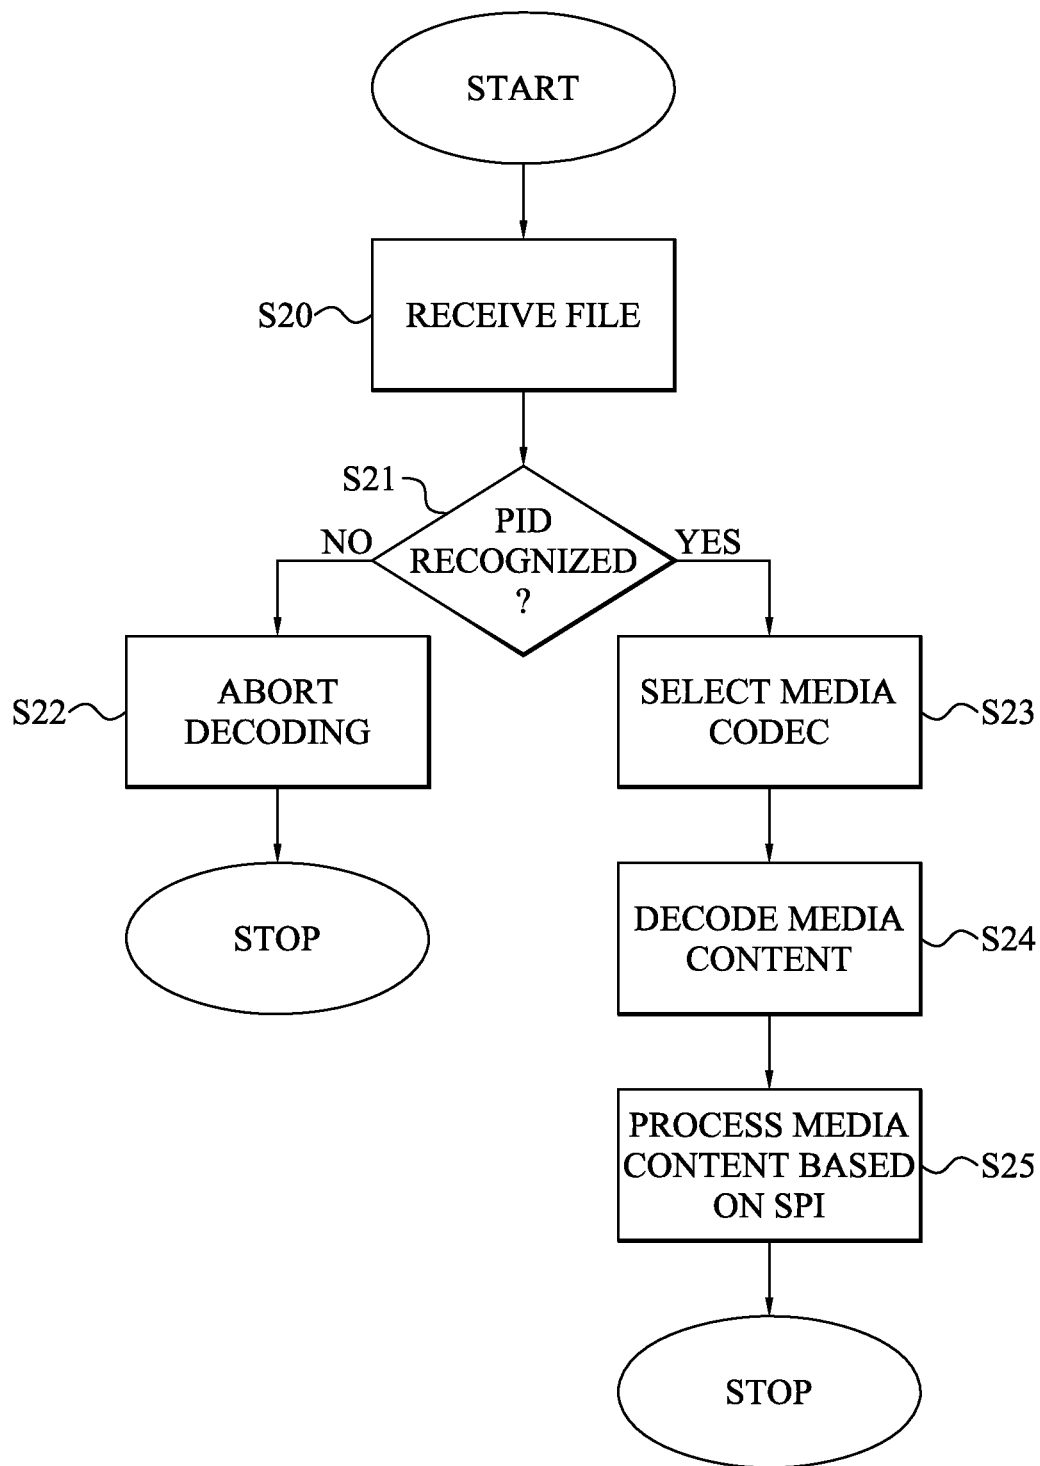 START
S20
RECEIVE FILE
S21
PID
RECOGNIZED
?
NO
YES
S22
ABORT
DECODING
SELECT MEDIA
CODEC
S23
STOP
DECODE MEDIA
CONTENT
S24
PROCESS MEDIA
CONTENT BASED
ON SPI
S25
STOP